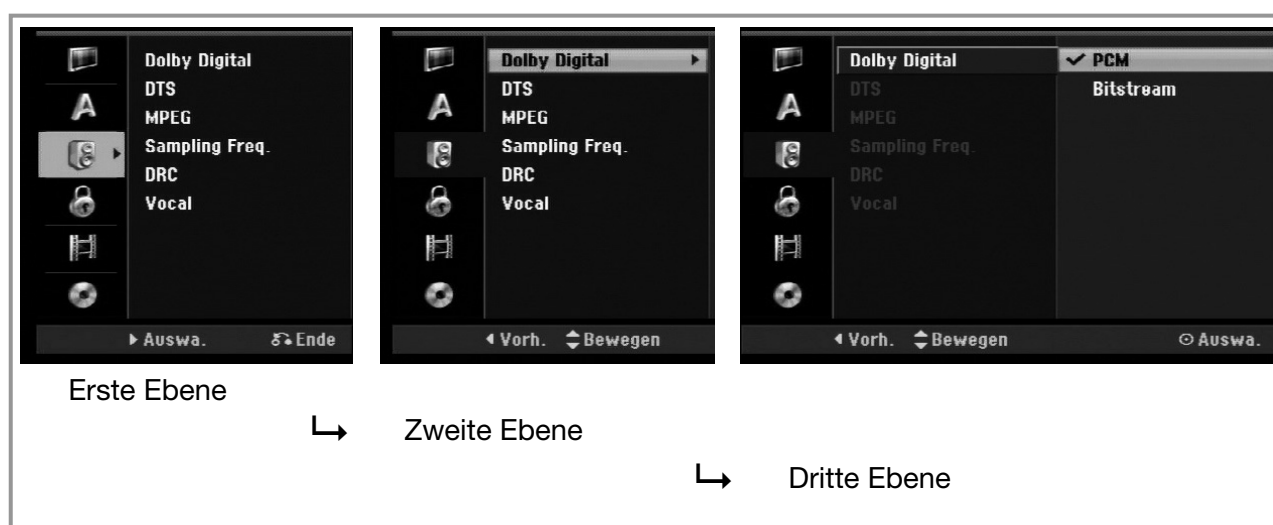 Dolby Digital
DTS
MPEG
Sampling Freq.
DRC
Vocal
Auswa. Ende
Dolby Digital
DTS
MPEG
Sampling Freq.
DRC
Vocal
Vorh. Bewegen
Dolby Digital
DTS
MPEG
Sampling Freq.
DRC
Vocal
✓ PCM
Bitstream
Vorh. Bewegen Auswa.
Erste Ebene
Zweite Ebene
Dritte Ebene